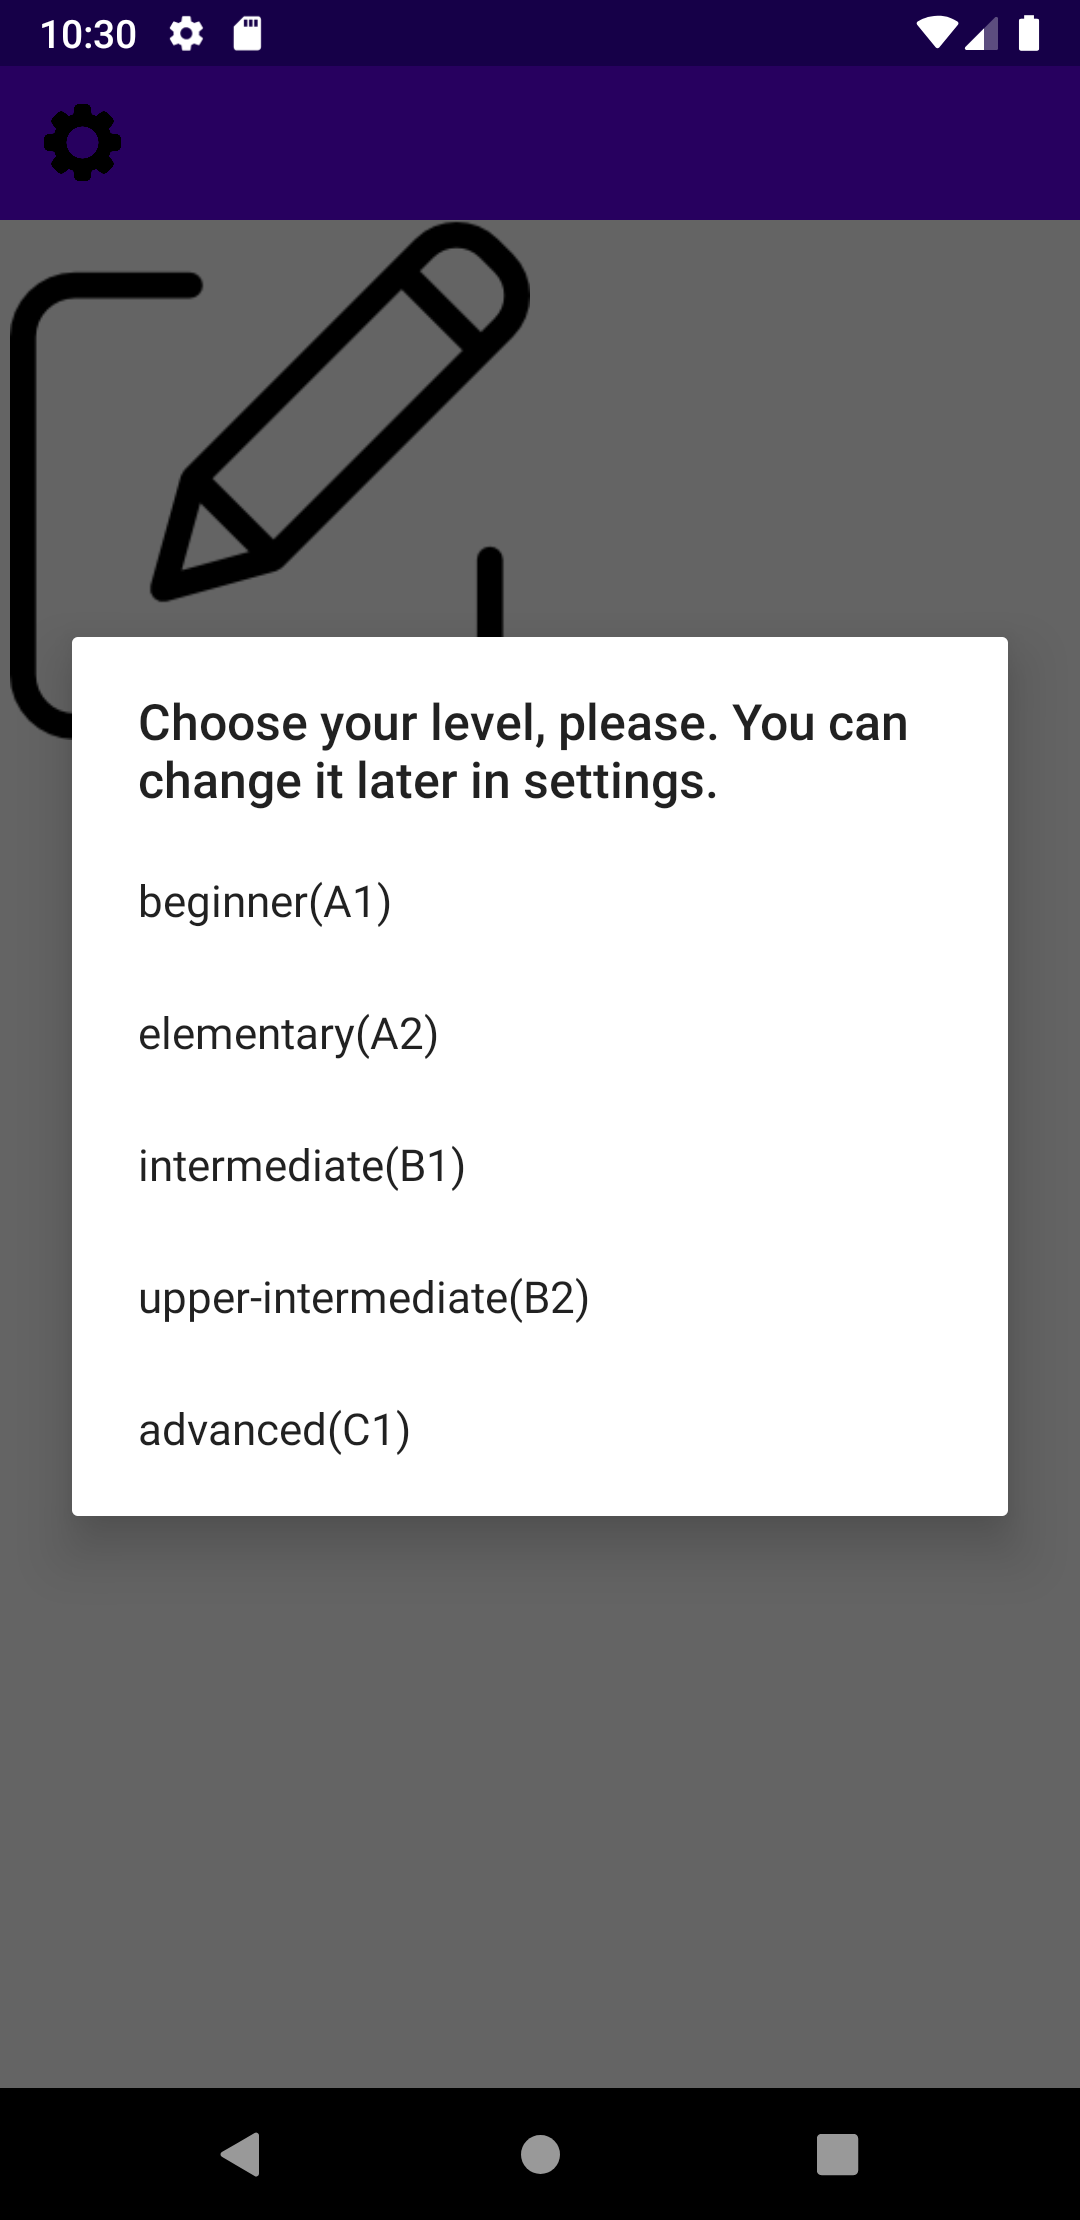 10:30
Choose your level, please. You can
change it later in settings.
beginner(A1)
elementary(A2)
intermediate(B1)
upper-intermediate(B2)
advanced(C1)